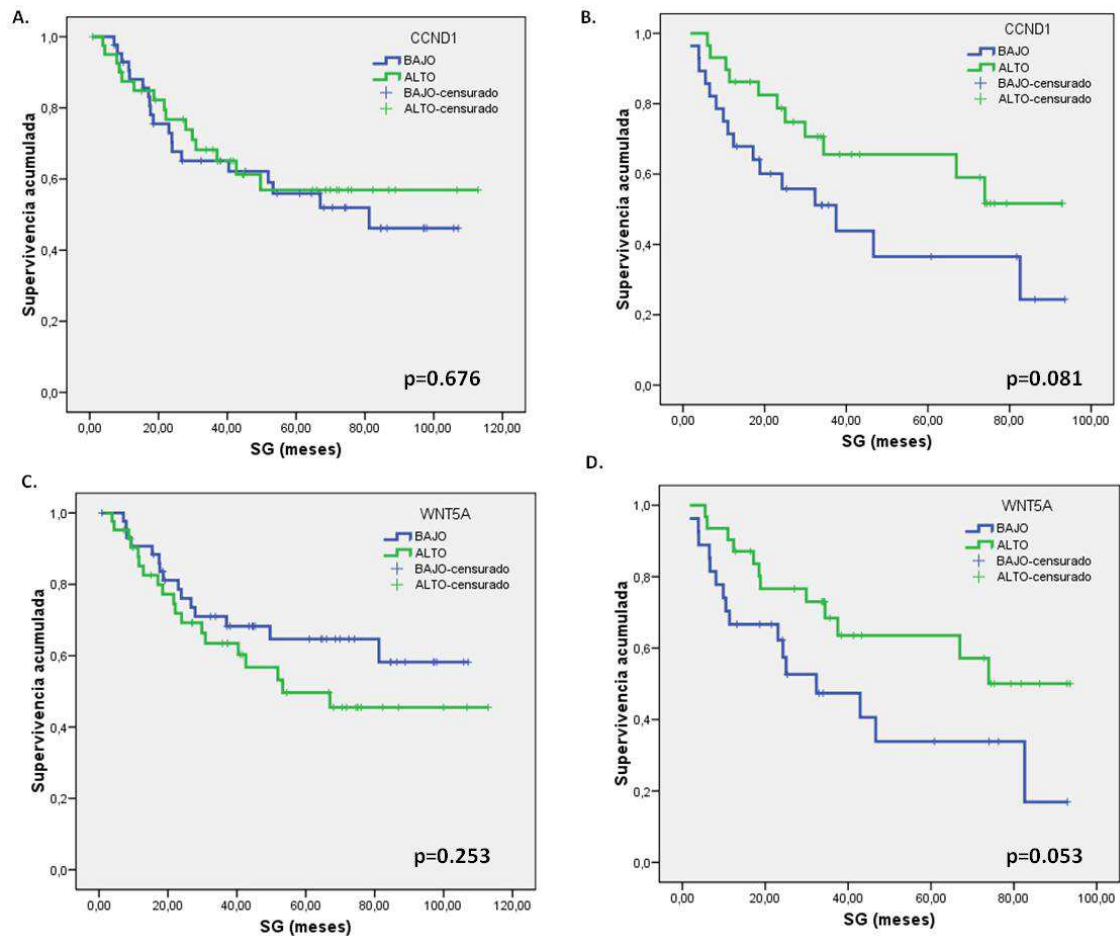 A.
CCND1
BAJO
ALTO
BAJO-censurado
ALTO-censurado
Supervivencia acumulada
1,0
0,8
0,6
0,4
0,2
0,0
p=0.676
0,00 20,00 40,00 60,00 80,00 100,00 120,00
SG (meses)
B.
CCND1
BAJO
ALTO
BAJO-censurado
ALTO-censurado
Supervivencia acumulada
1,0
0,8
0,6
0,4
0,2
0,0
p=0.081
0,00 20,00 40,00 60,00 80,00 100,00
SG (meses)
C.
WNT5A
BAJO
ALTO
BAJO-censurado
ALTO-censurado
Supervivencia acumulada
1,0
0,8
0,6
0,4
0,2
0,0
p=0.253
0,00 20,00 40,00 60,00 80,00 100,00 120,00
SG (meses)
D.
WNT5A
BAJO
ALTO
BAJO-censurado
ALTO-censurado
Supervivencia acumulada
1,0
0,8
0,6
0,4
0,2
0,0
p=0.053
0,00 20,00 40,00 60,00 80,00 100,00
SG (meses)